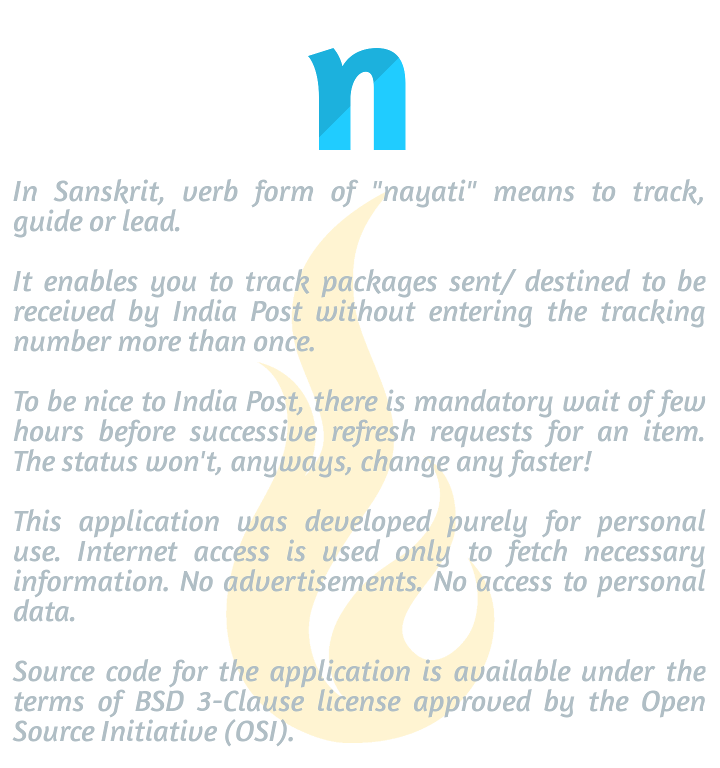 n
In Sanskrit, verb form of "nayati" means to track,
guide or lead.
It enables you to track packages sent/ destined to be
received by India Post without entering the tracking
number more than once.
To be nice to India Post, there is mandatory wait of few
hours before successive refresh requests for an item.
The status won't, anyways, change any faster!
This application was developed purely for personal
use. Internet access is used only to fetch necessary
information. No advertisements. No access to personal
data.
Source code for the application is available under the
terms of BSD 3-Clause license approved by the Open
Source Initiative (OSI).